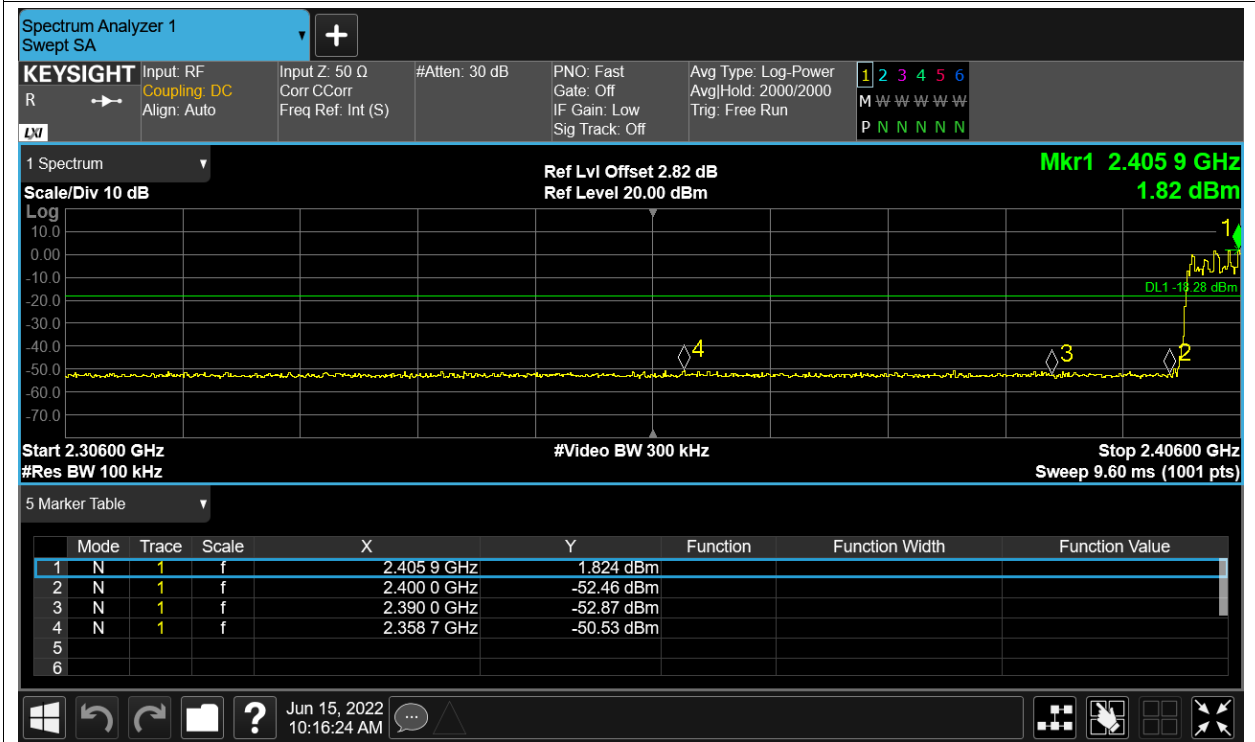 Spectrum Analyzer 1
Swept SA
+
KEYSIGHT
R
LXI
Input: RF
Coupling: DC
Align: Auto
Input Z: 50 Ω
Corr CCorr
Freq Ref: Int (S)
#Atten: 30 dB
PNO: Fast
Gate: Off
IF Gain: Low
Sig Track: Off
Avg Type: Log-Power
Avg|Hold: 2000/2000
Trig: Free Run
1 2 3 4 5 6
M W W W W W
P N N N N N
1 Spectrum
Scale/Div 10 dB
Ref Lvl Offset 2.82 dB
Ref Level 20.00 dBm
Mkr1 2.405 9 GHz
1.82 dBm
Log
10.0
0.00
-10.0
-20.0
-30.0
-40.0
-50.0
-60.0
-70.0
1
DL1 -18.28 dBm
4
3
2
Start 2.30600 GHz
#Res BW 100 kHz
#Video BW 300 kHz
Stop 2.40600 GHz
Sweep 9.60 ms (1001 pts)
5 Marker Table
Mode Trace Scale X Y Function Function Width Function Value
1 N 1 f 2.405 9 GHz 1.824 dBm
2 N 1 f 2.400 0 GHz -52.46 dBm
3 N 1 f 2.390 0 GHz -52.87 dBm
4 N 1 f 2.358 7 GHz -50.53 dBm
5
6
?
Jun 15, 2022
10:16:24 AM